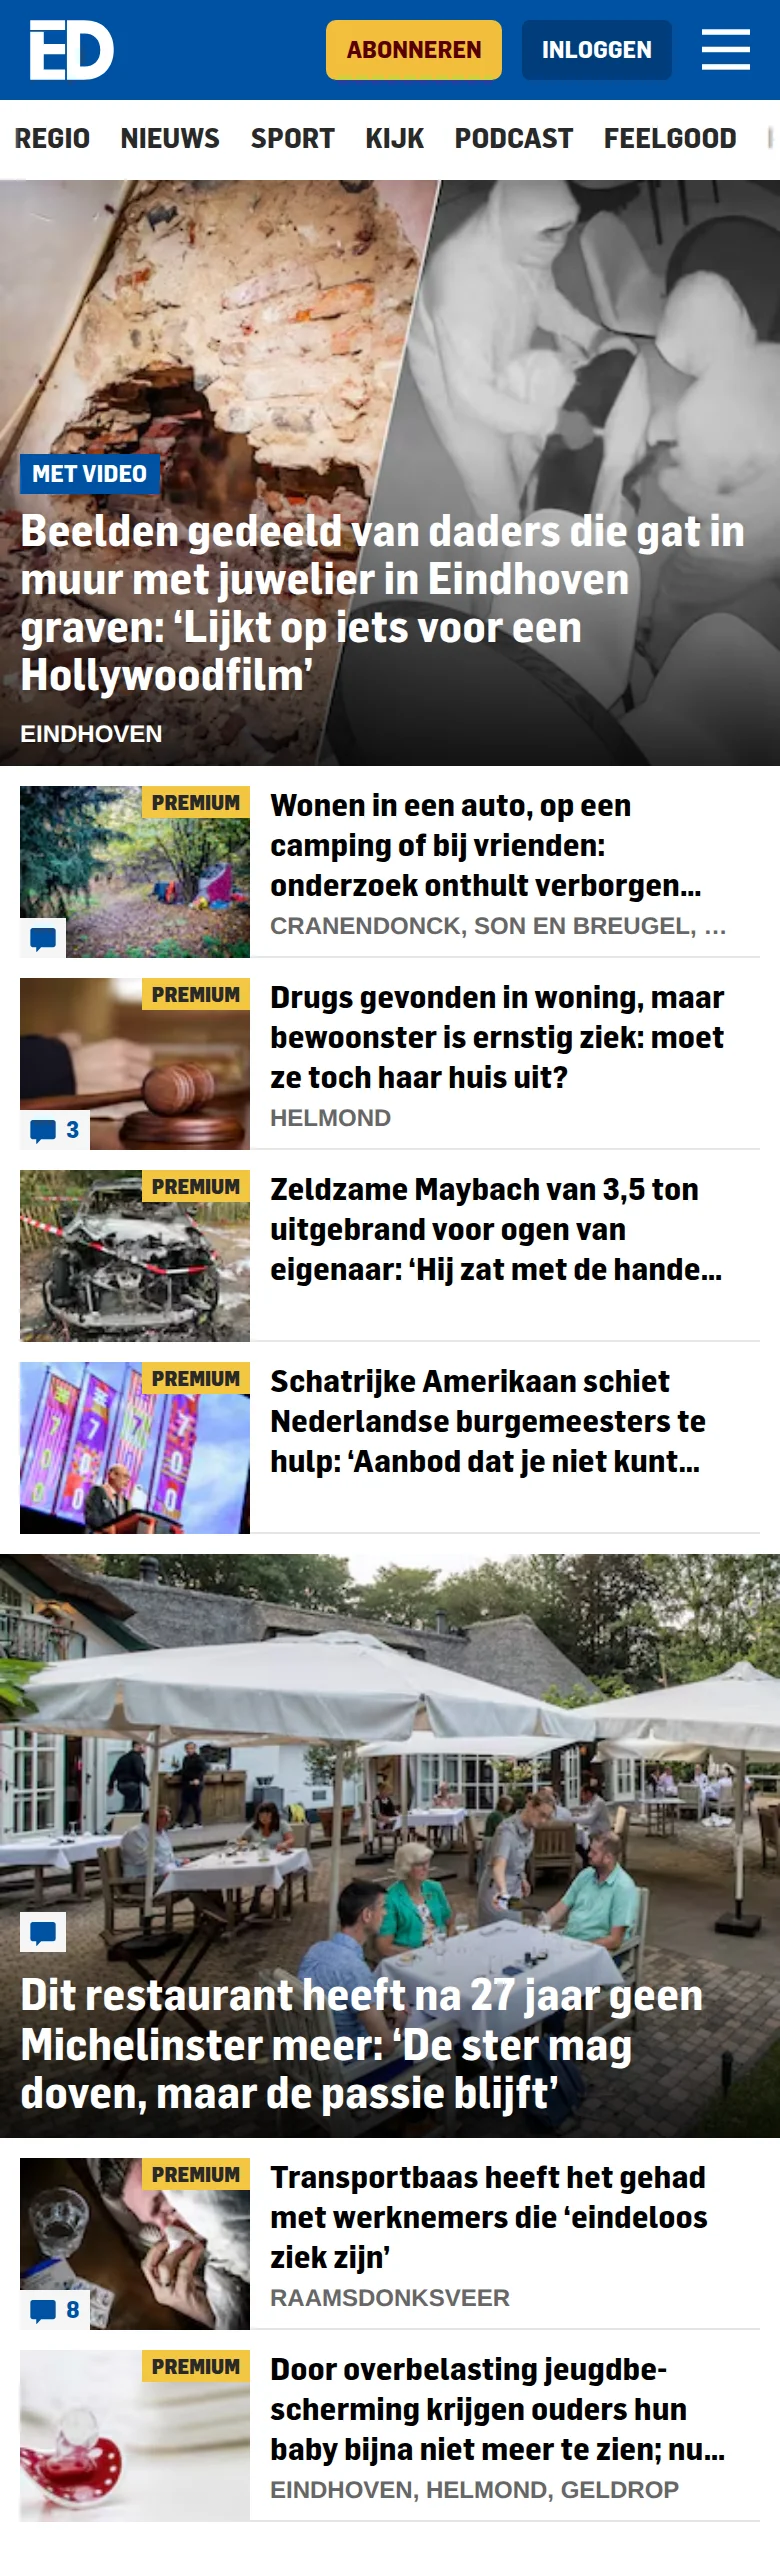 ED
ABONNEREN
INLOGGEN
REGIO NIEUWS SPORT KIJK PODCAST FEELGOOD
MET VIDEO
Beelden gedeeld van daders die gat in
muur met juwelier in Eindhoven
graven: ‘Lijkt op iets voor een
Hollywoodfilm’
EINDHOVEN
PREMIUM
Wonen in een auto, op een
camping of bij vrienden:
onderzoek onthult verborgen...
CRANENDONCK, SON EN BREUGEL, ...
PREMIUM
3
Drugs gevonden in woning, maar
bewoonster is ernstig ziek: moet
ze toch haar huis uit?
HELMOND
PREMIUM
Zeldzame Maybach van 3,5 ton
uitgebrand voor ogen van
eigenaar: ‘Hij zat met de hande...
PREMIUM
Schatrijke Amerikaan schiet
Nederlandse burgemeesters te
hulp: ‘Aanbod dat je niet kunt...
Dit restaurant heeft na 27 jaar geen
Michelinster meer: ‘De ster mag
doven, maar de passie blijft’
PREMIUM
8
Transportbaas heeft het gehad
met werknemers die ‘eindeloos
ziek zijn’
RAAMSDONKSVEER
PREMIUM
Door overbelasting jeugdbe-
scherming krijgen ouders hun
baby bijna niet meer te zien; nu...
EINDHOVEN, HELMOND, GELDROP